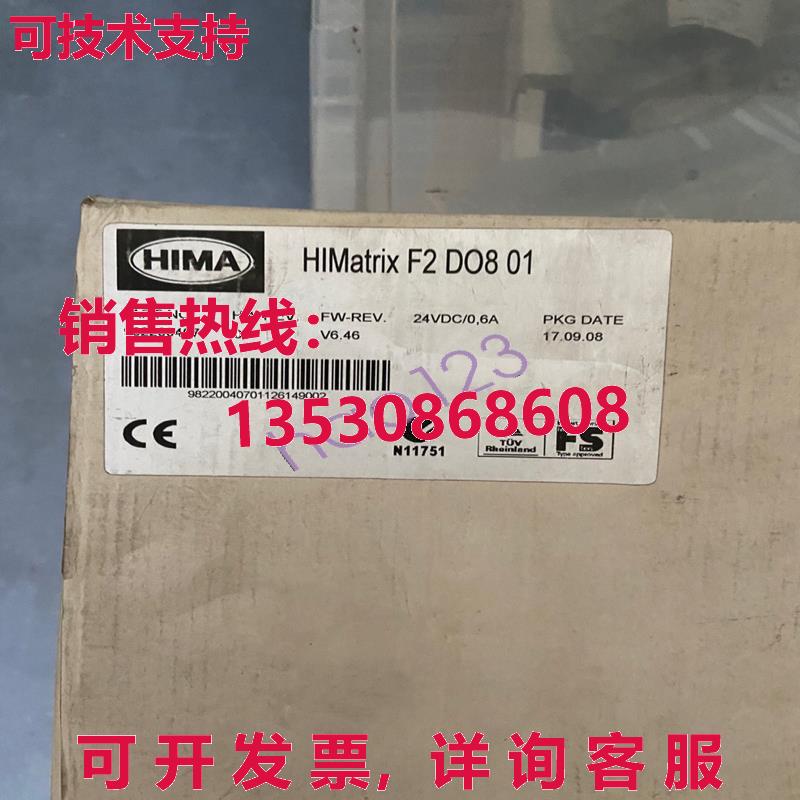 可技术支持
HIMA
HIMatrix F2 DO8 01
FW-REV. 24VDC/0,6A PKG DATE
销售热线:
V6.46 17.09.08
98220040701126149002
13530868608
CE
N11751
TÜV
Rheinland
FS
Type approved
可开发票, 详询客服